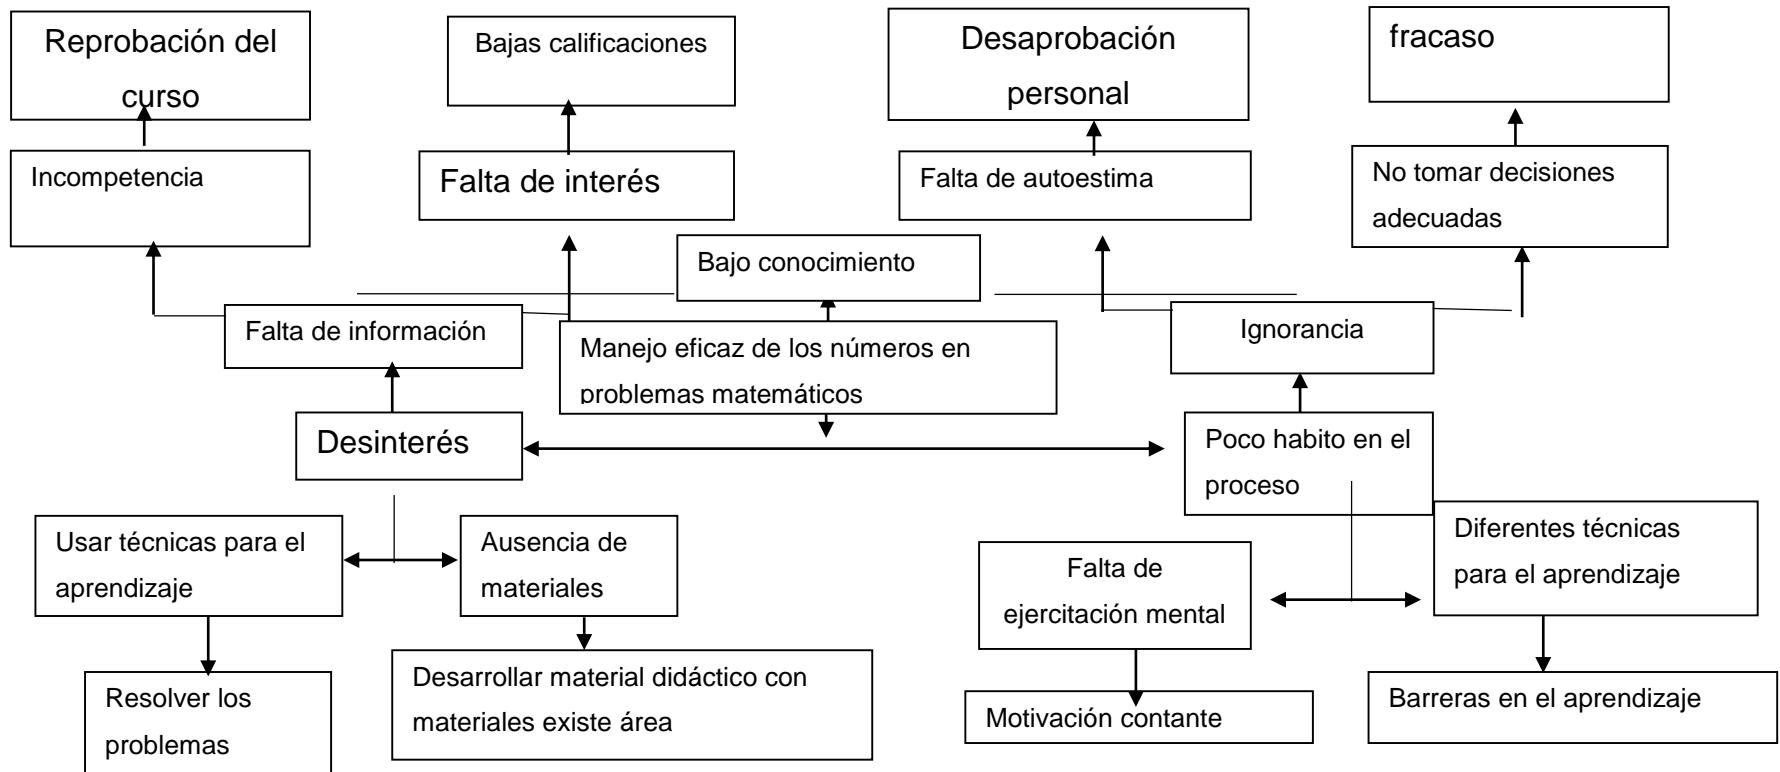 Reprobación del
curso
Bajas calificaciones
Desaprobación
personal
fracaso
Incompetencia
Falta de interés
Falta de autoestima
No tomar decisiones
adecuadas
Bajo conocimiento
Falta de información
Manejo eficaz de los números en
problemas matemáticos
Ignorancia
Desinterés
Poco habito en el
proceso
Usar técnicas para el
aprendizaje
Ausencia de
materiales
Falta de
ejercitación mental
Diferentes técnicas
para el aprendizaje
Resolver los
problemas
Desarrollar material didáctico con
materiales existe área
Motivación contante
Barreras en el aprendizaje